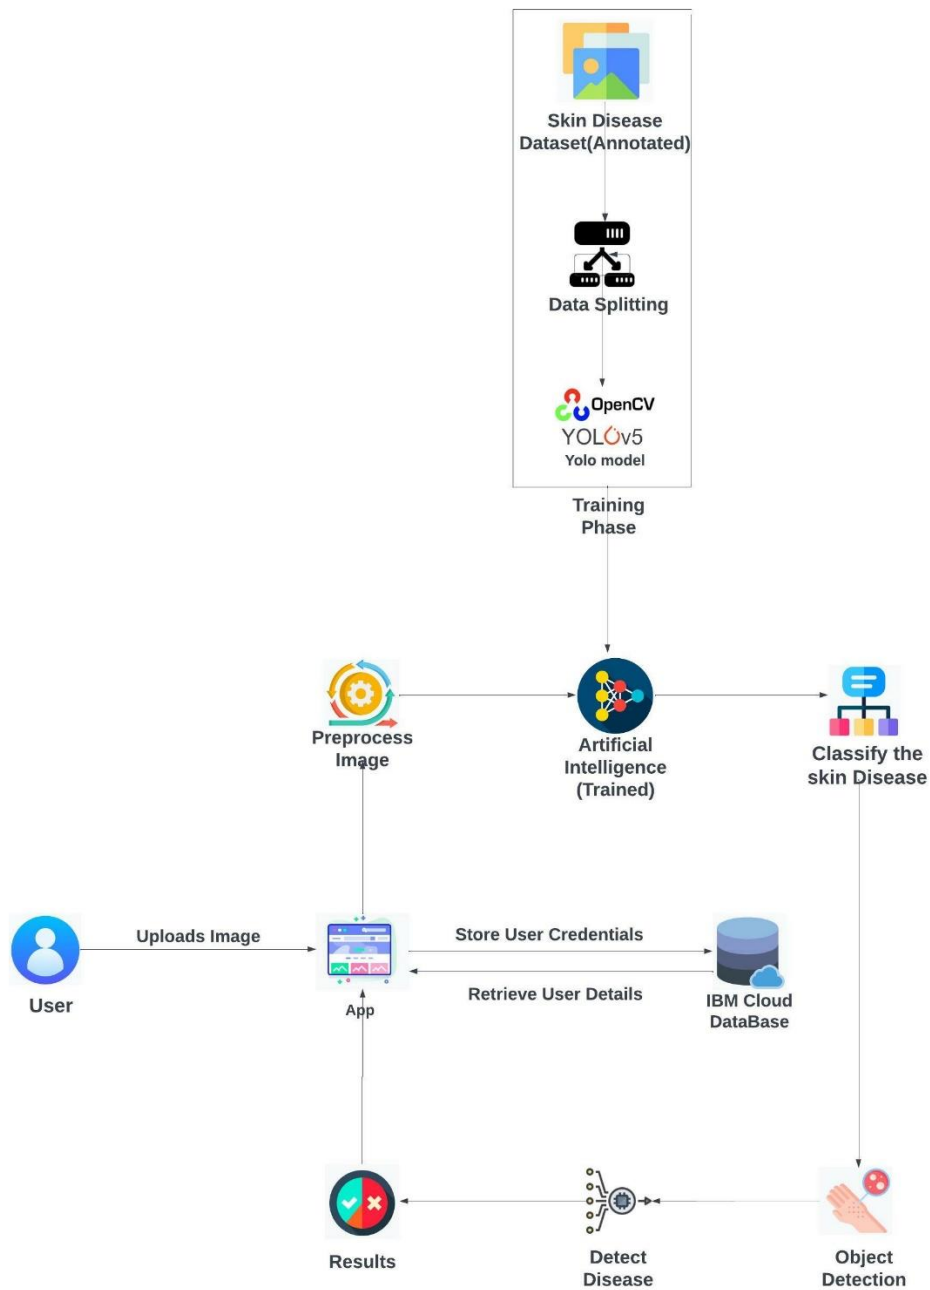 Skin Disease
Dataset(Annotated)
Data Splitting
OpenCV
YOLOv5
Yolo model
Training
Phase
Preprocess
Image
Artificial
Intelligence
(Trained)
Classify the
skin Disease
Uploads Image
Store User Credentials
Retrieve User Details
User
App
IBM Cloud
DataBase
Results
Detect
Disease
Object
Detection